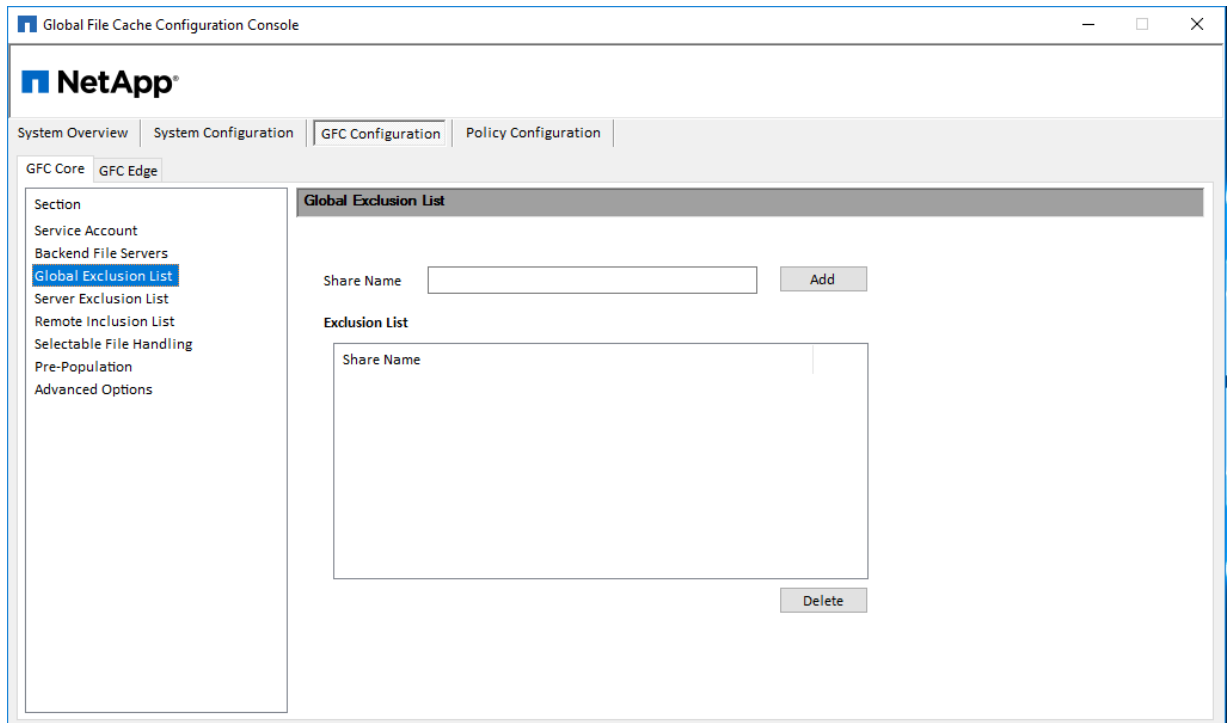 Global File Cache Configuration Console
NetApp®
System Overview System Configuration GFC Configuration Policy Configuration
GFC Core GFC Edge
Section
Service Account
Backend File Servers
Global Exclusion List
Server Exclusion List
Remote Inclusion List
Selectable File Handling
Pre-Population
Advanced Options
Global Exclusion List
Share Name Add
Exclusion List
Share Name
Delete